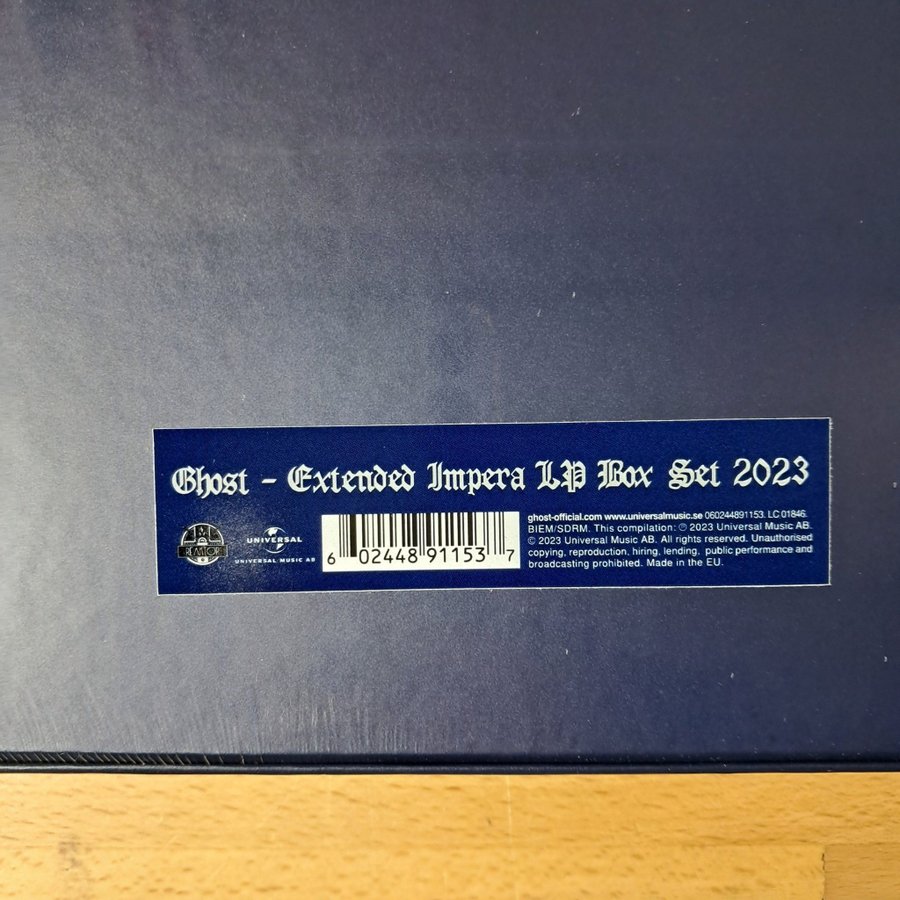 Ghost - Extended Impera LP Box Set 2023
REAKTOR
UNIVERSAL
UNIVERSAL MUSIC AB
6 02448 91153 7
ghost-official.com www.universalmusic.se 060244891153. LC 01846.
BIEM/SDRM. This compilation: ℗ 2023 Universal Music AB.
© 2023 Universal Music AB. All rights reserved. Unauthorised
copying, reproduction, hiring, lending, public performance and
broadcasting prohibited. Made in the EU.